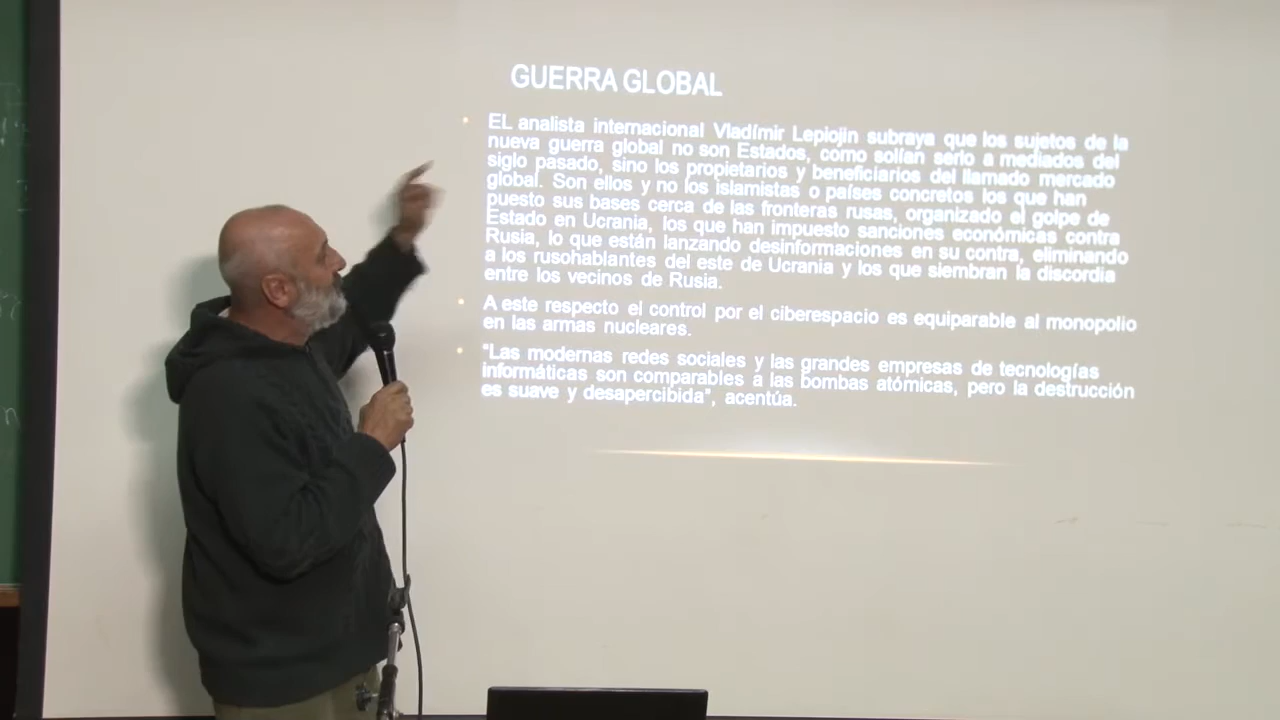 GUERRA GLOBAL
EL analista internacional Vladímir Lepiojin subraya que los sujetos de la
nueva guerra global no son Estados, como solían serlo a mediados del
siglo pasado, sino los propietarios y beneficiarios del llamado mercado
global. Son ellos y no los islamistas o países concretos los que han
puesto sus bases cerca de las fronteras rusas, organizado el golpe de
Estado en Ucrania, los que han impuesto sanciones económicas contra
Rusia, lo que están lanzando desinformaciones en su contra, eliminando
a los rusohablantes del este de Ucrania y los que siembran la discordia
entre los vecinos de Rusia.
A este respecto el control por el ciberespacio es equiparable al monopolio
en las armas nucleares.
"Las modernas redes sociales y las grandes empresas de tecnologías
informáticas son comparables a las bombas atómicas, pero la destrucción
es suave y desapercibida", acentúa.